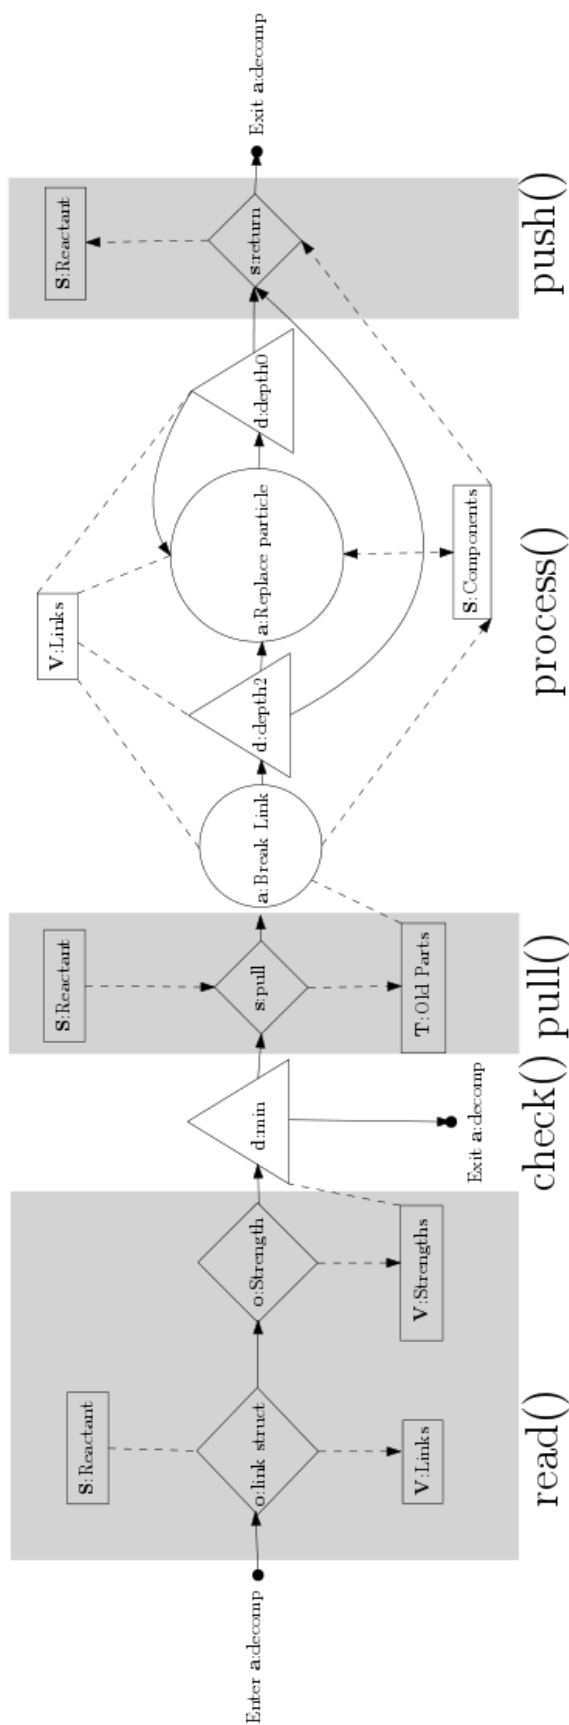 Enter a:decomp
S:Reactant
o:link struct
V:Links
o:Strength
V:Strengths
read()
d:min
Exit a:decomp
check()
S:Reactant
s:pull
T:Old Parts
pull()
a:Break Link
d:depth2
V:Links
a:Replace particle
S:Components
d:depth0
process()
S:Reactant
s:return
push()
Exit a:decomp